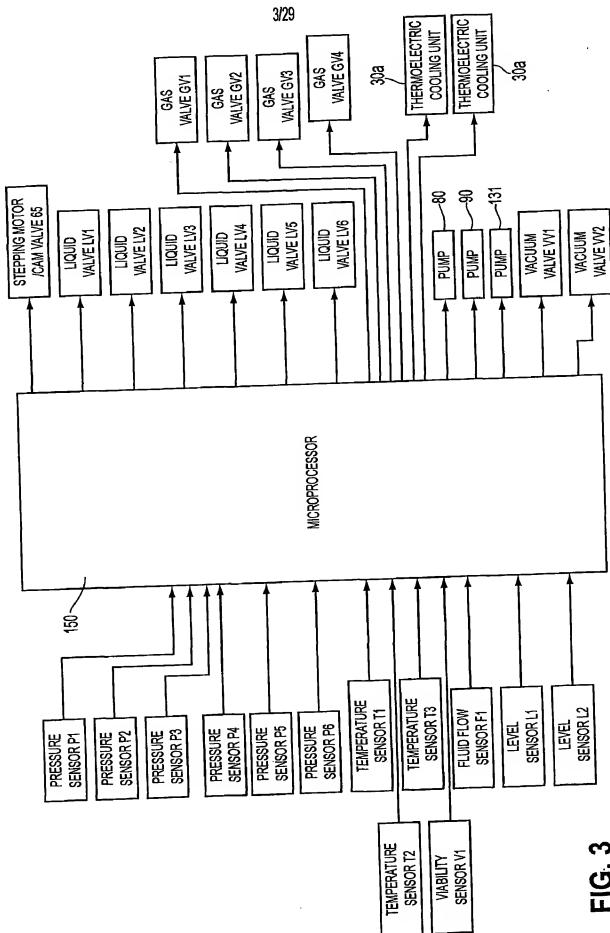 3/29
STEPPING MOTOR
/CAM VALVE 65
LIQUID
VALVE LV1
LIQUID
VALVE LV2
LIQUID
VALVE LV3
LIQUID
VALVE LV4
LIQUID
VALVE LV5
LIQUID
VALVE LV6
GAS
VALVE GV1
GAS
VALVE GV2
GAS
VALVE GV3
GAS
VALVE GV4
30a
THERMOELECTRIC
COOLING UNIT
THERMOELECTRIC
COOLING UNIT
30a
PUMP
80
PUMP
90
PUMP
131
VACUUM
VALVE VV1
VACUUM
VALVE VV2
MICROPROCESSOR
150
PRESSURE
SENSOR P1
PRESSURE
SENSOR P2
PRESSURE
SENSOR P3
PRESSURE
SENSOR P4
PRESSURE
SENSOR P5
PRESSURE
SENSOR P6
TEMPERATURE
SENSOR T1
TEMPERATURE
SENSOR T3
FLUID FLOW
SENSOR F1
LEVEL
SENSOR L1
LEVEL
SENSOR L2
TEMPERATURE
SENSOR T2
VIABILITY
SENSOR V1
FIG. 3